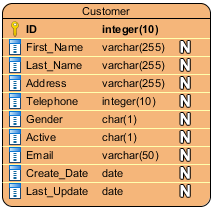 Customer
ID integer(10)
First_Name varchar(255) N
Last_Name varchar(255) N
Address varchar(255) N
Telephone integer(10) N
Gender char(1) N
Active char(1) N
Email varchar(50) N
Create_Date date N
Last_Update date N